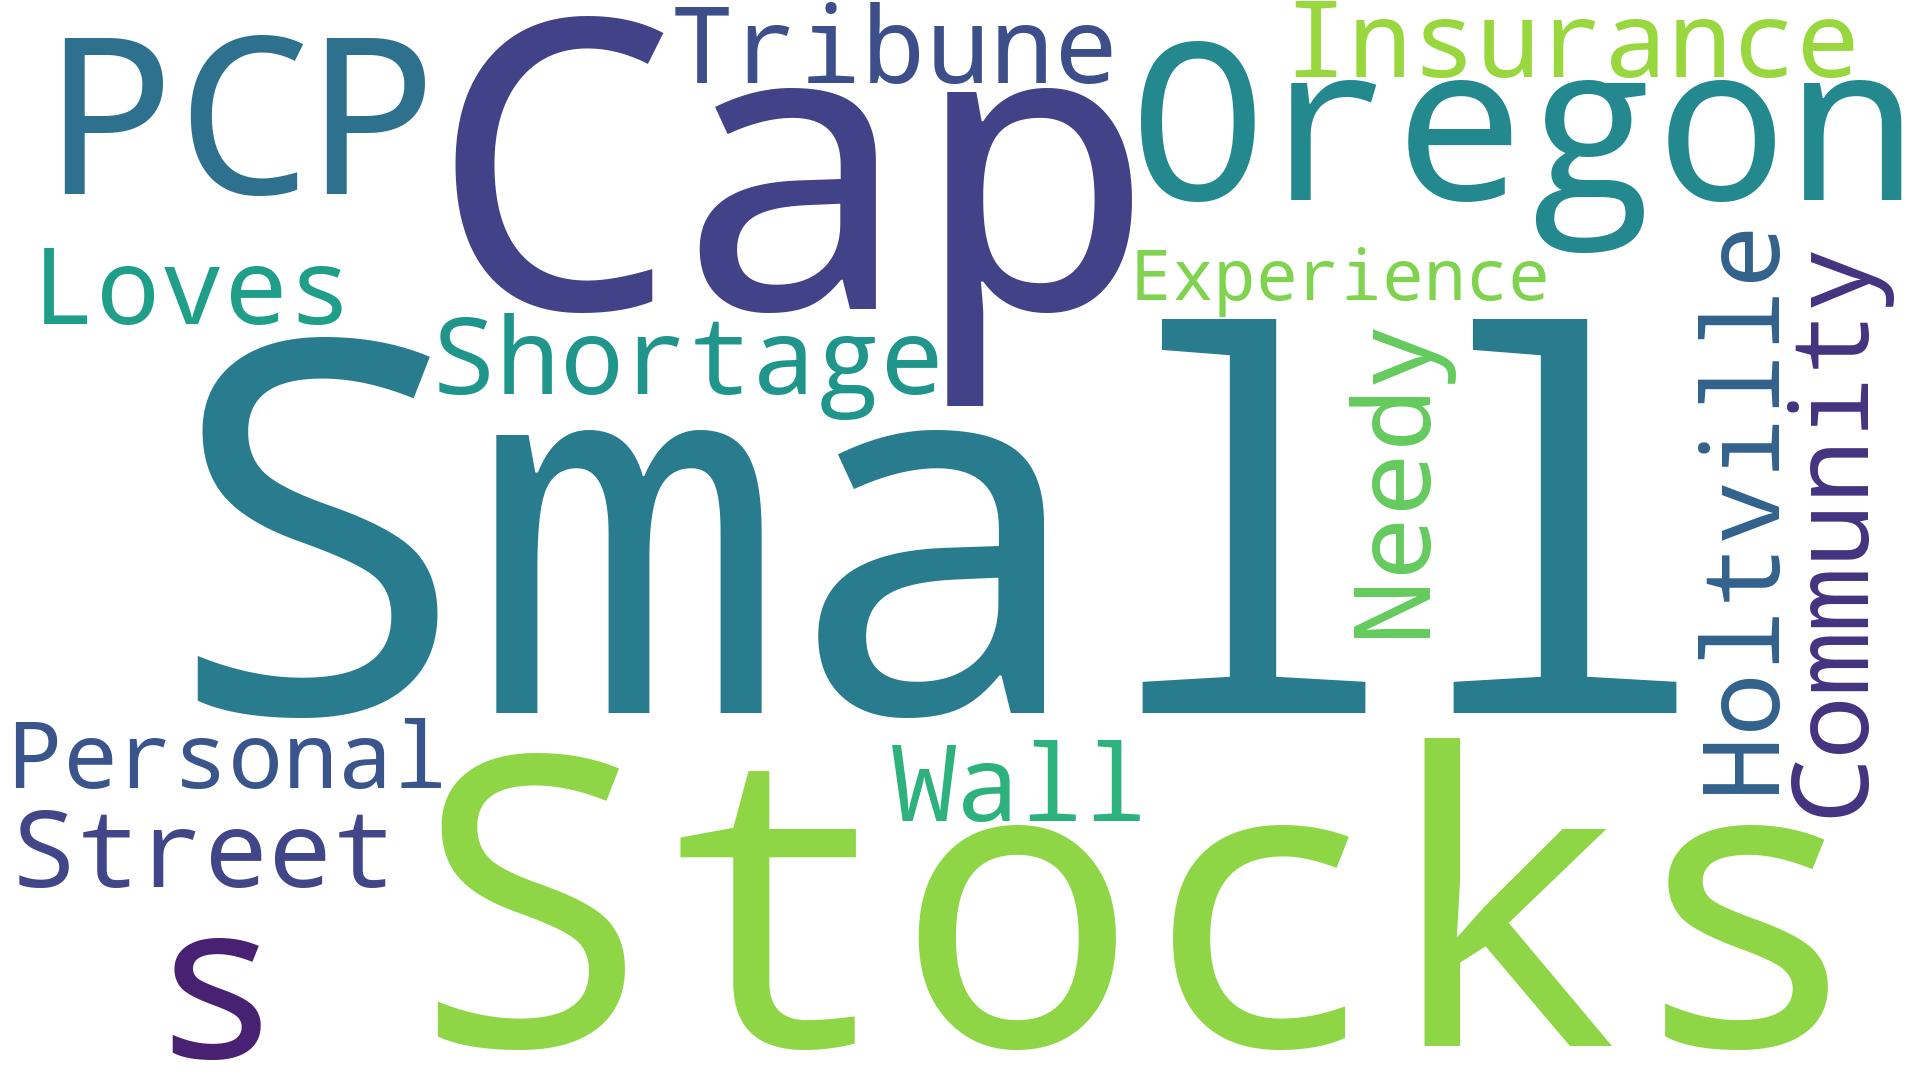 PCP
Cap
Tribune
Oregon
Insurance
Loves
Shortage
Experience
Small
Needy
Holtville
Community
Personal
Street
Wall
Stocks
s